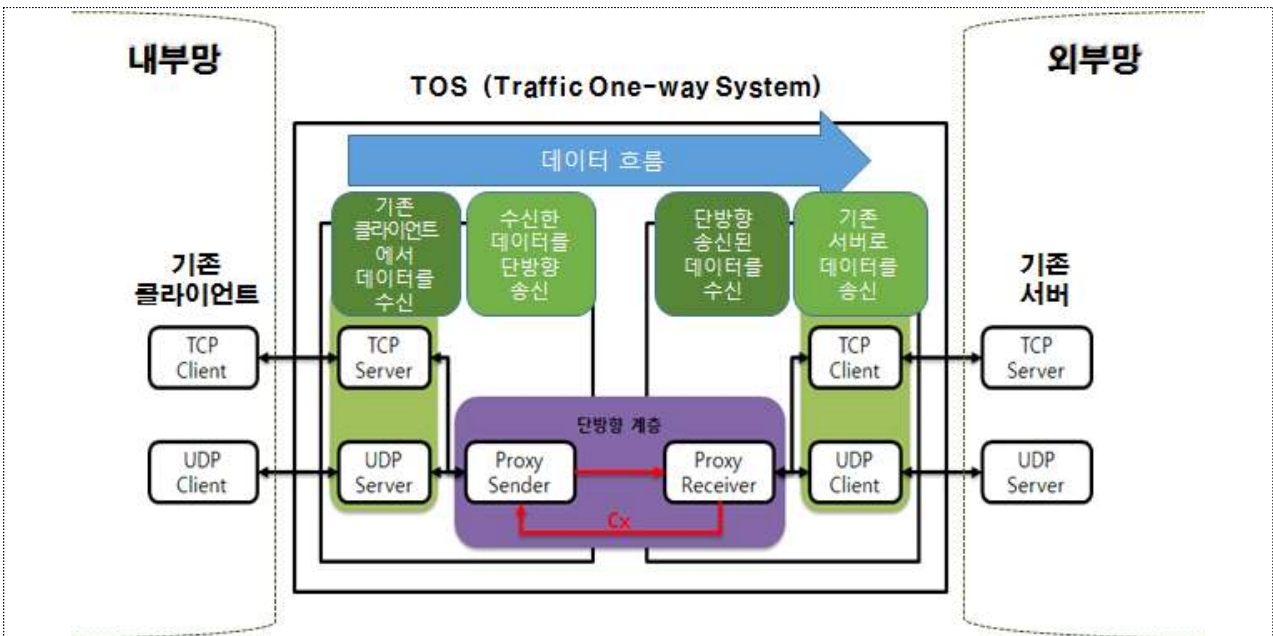 내부망
외부망
TOS (Traffic One-way System)
데이터 흐름
기존
클라이언트
에서
데이터를
수신
수신한
데이터를
단방향
송신
단방향
송신된
데이터를
수신
기존
서버로
데이터를
송신
기존
클라이언트
기존
서버
TCP
Client
TCP
Server
TCP
Client
TCP
Server
단방향 계층
UDP
Client
UDP
Server
Proxy
Sender
Proxy
Receiver
UDP
Client
UDP
Server
Cx